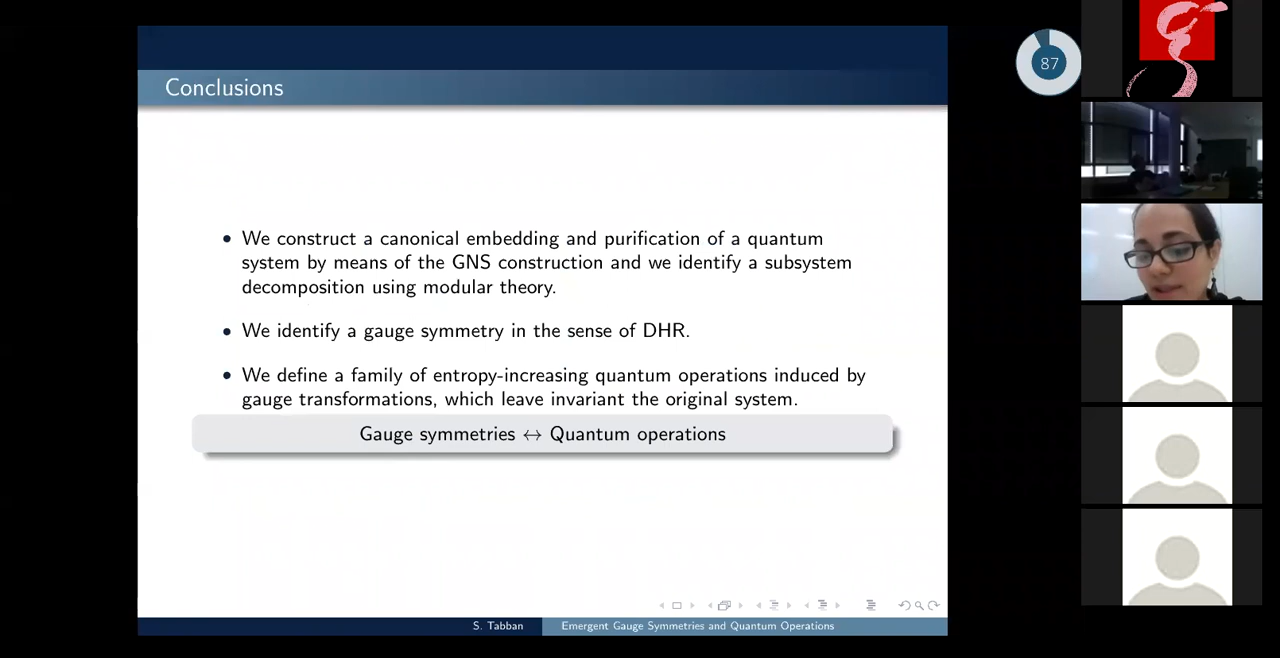 Conclusions
87
• We construct a canonical embedding and purification of a quantum
system by means of the GNS construction and we identify a subsystem
decomposition using modular theory.
• We identify a gauge symmetry in the sense of DHR.
• We define a family of entropy-increasing quantum operations induced by
gauge transformations, which leave invariant the original system.
Gauge symmetries ↔ Quantum operations
S. Tabban
Emergent Gauge Symmetries and Quantum Operations